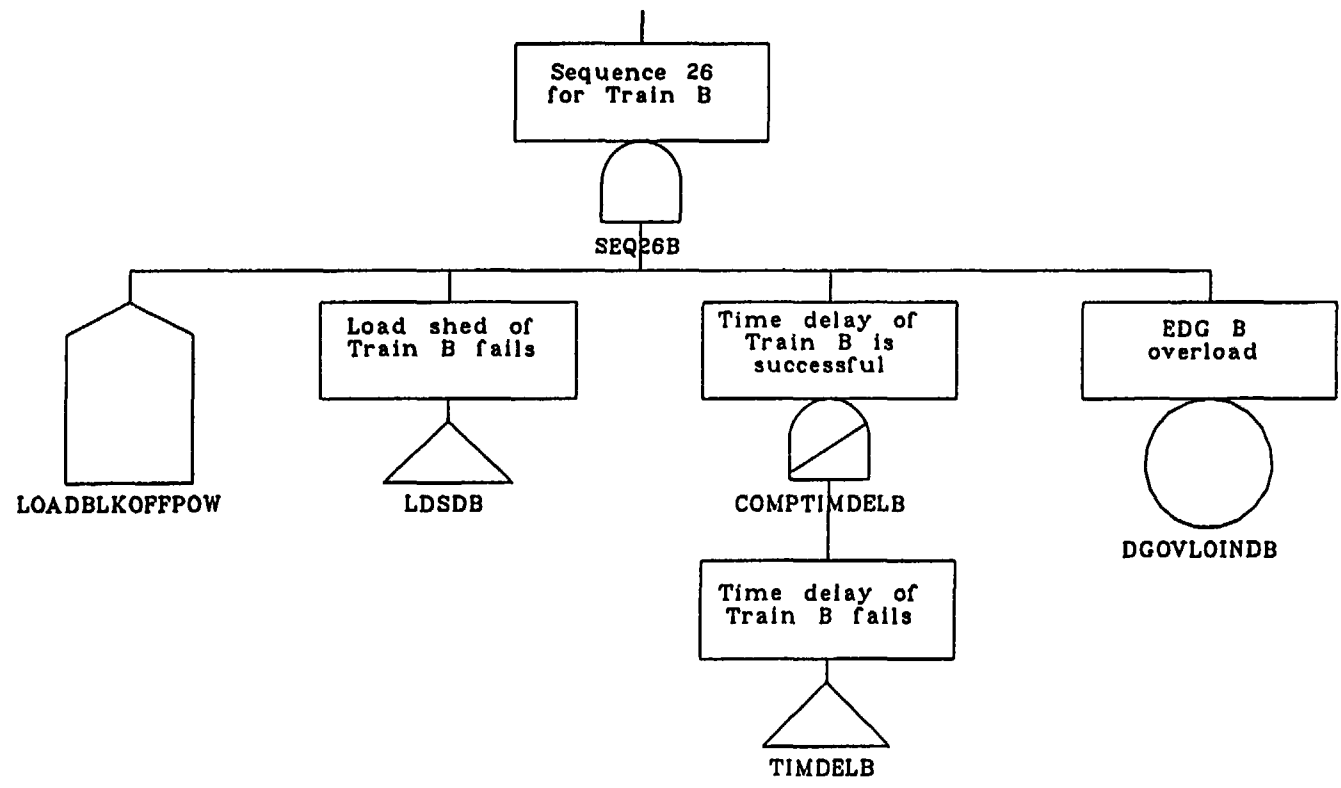 Sequence 26
for Train B
SEQ26B
Load shed of
Train B fails
Time delay of
Train B is
successful
EDG B
overload
LOADBLKOFFPOW
LDSDB
COMPTIMDELB
DGOVLOINDB
Time delay of
Train B fails
TIMDELB